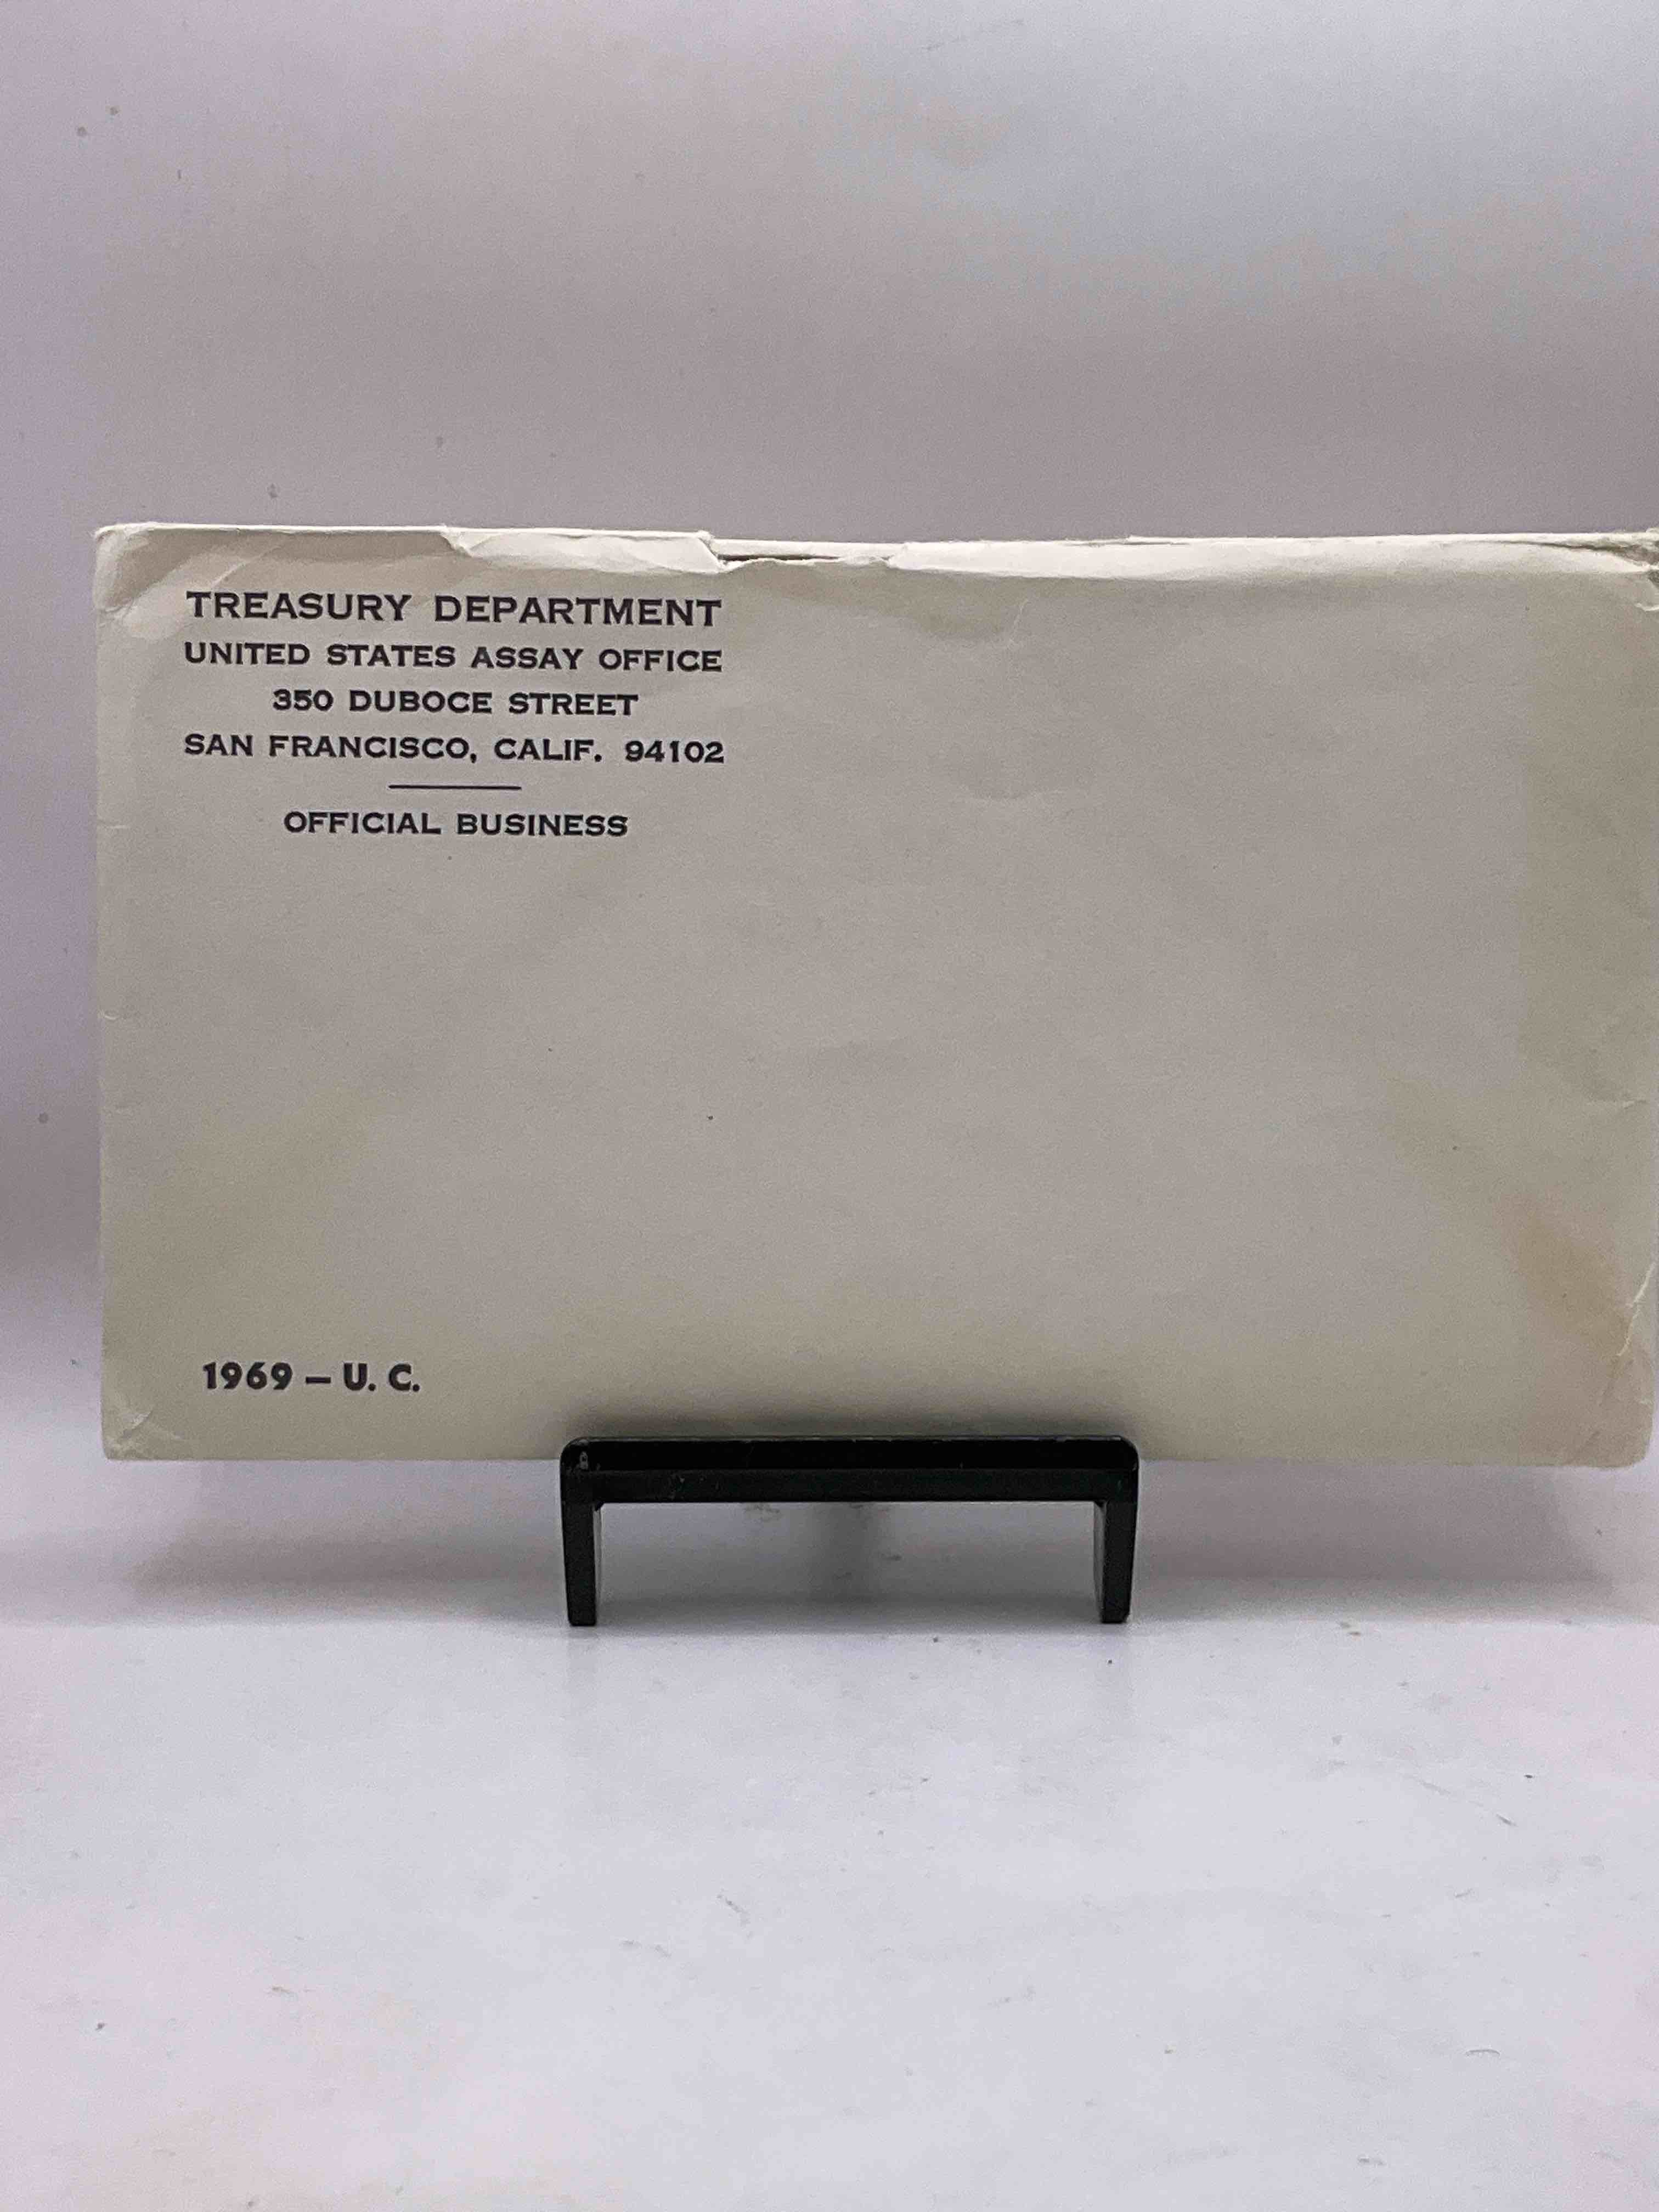 TREASURY DEPARTMENT
UNITED STATES ASSAY OFFICE
350 DUBOCE STREET
SAN FRANCISCO, CALIF. 94102
OFFICIAL BUSINESS
1969 – U. C.